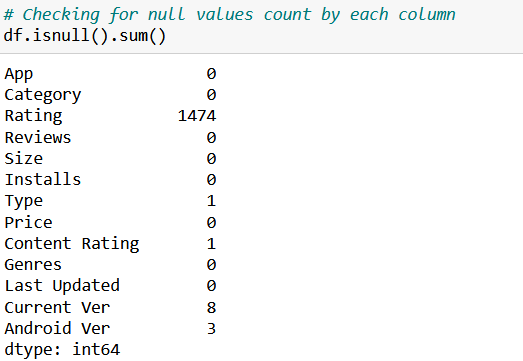 # Checking for null values count by each column
df.isnull().sum()
App 0
Category 0
Rating 1474
Reviews 0
Size 0
Installs 0
Type 1
Price 0
Content Rating 1
Genres 0
Last Updated 0
Current Ver 8
Android Ver 3
dtype: int64